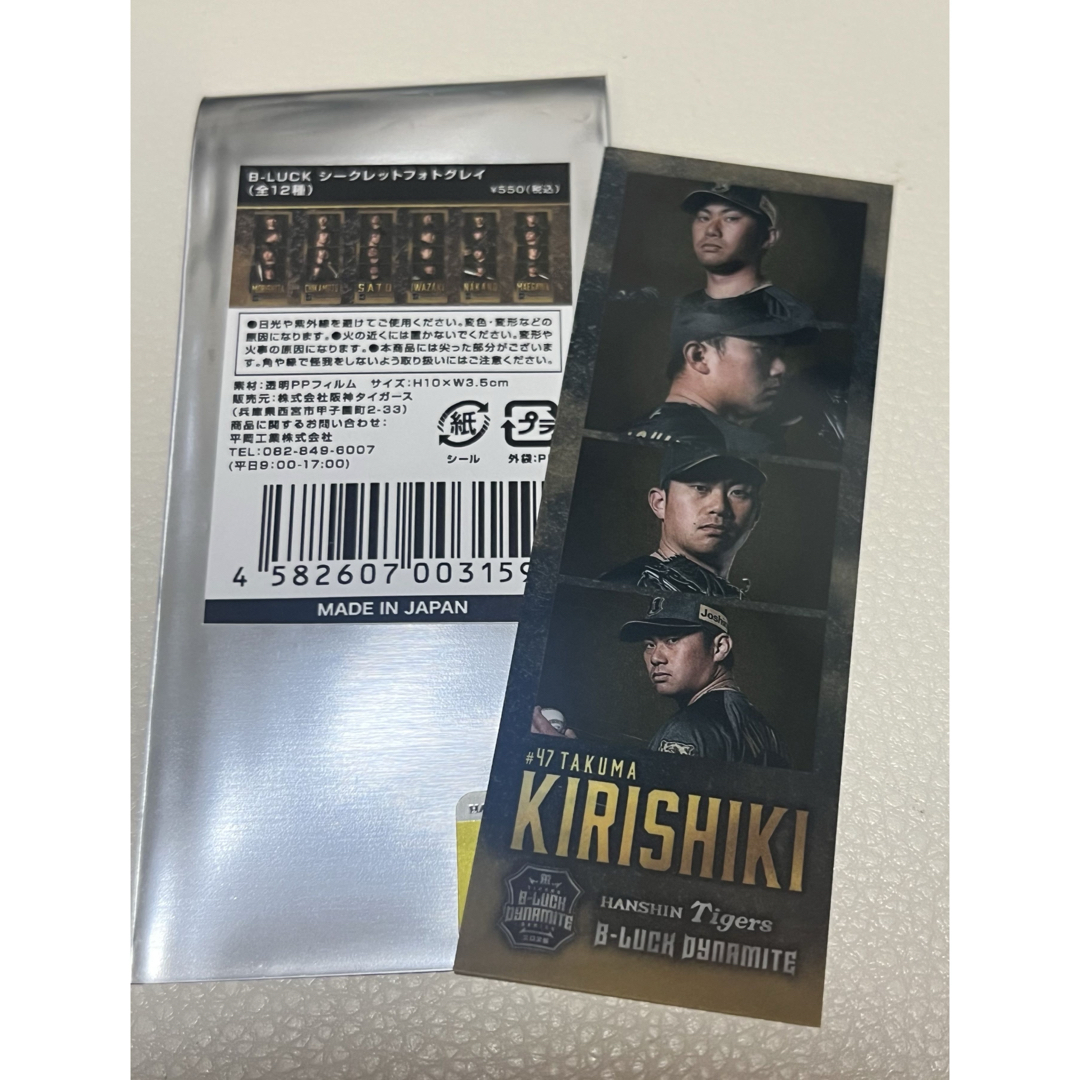 B-LUCK シークレットフォトグレイ
(全12種)
¥550(税込)
SATO
IWAZAKI
NAKANO
●日光や紫外線を避けてご使用ください。変色・変形などの
原因になります。●火の近くには置かないでください。変形や
火事の原因になります。●本商品には尖った部分がございま
す。角や縁で怪我をしないよう取り扱いにはご注意ください。
素材:透明PPフィルム サイズ:H10×W3.5cm
販売元:株式会社阪神タイガース
(兵庫県西宮市甲子園町2-33)
商品に関するお問い合わせ:
平岡工業株式会社
TEL:082-849-6007
(平日9:00-17:00)
紙
シール
プラ
外袋:P
4 582607 003159
MADE IN JAPAN
HA
Joshin
#47 TAKUMA
KIRISHIKI
TIGERS
B-LUCK
DYNAMITE
SERIES
HANSHIN Tigers
B-LUCK DYNAMITE